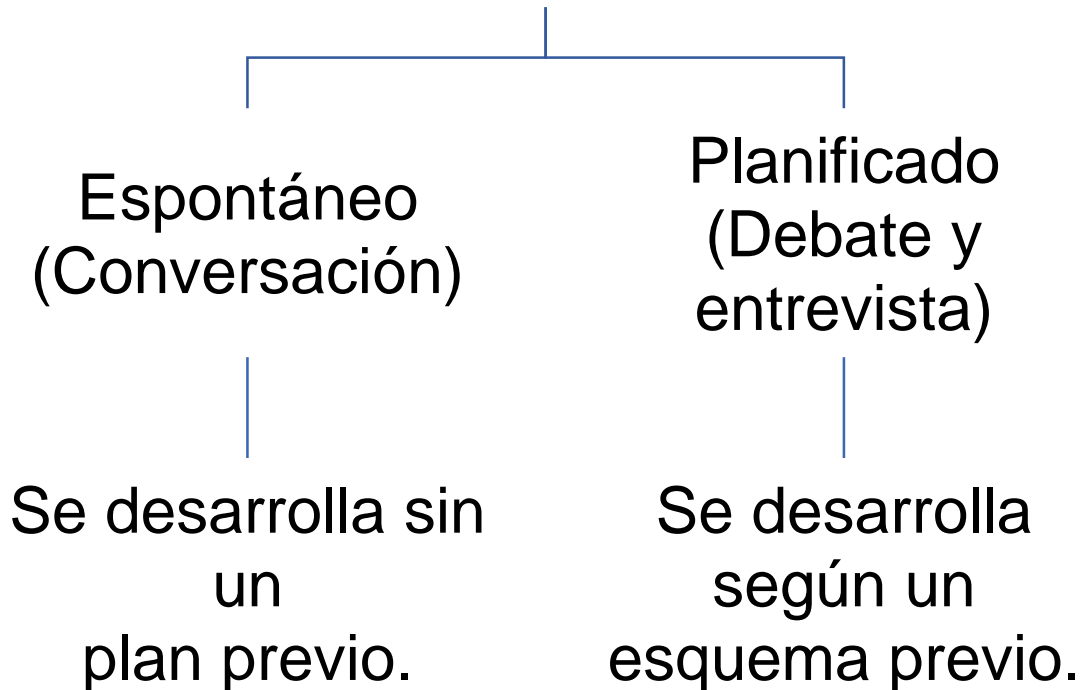 Espontáneo
(Conversación)
Planificado
(Debate y
entrevista)
Se desarrolla sin
un
plan previo.
Se desarrolla
según un
esquema previo.